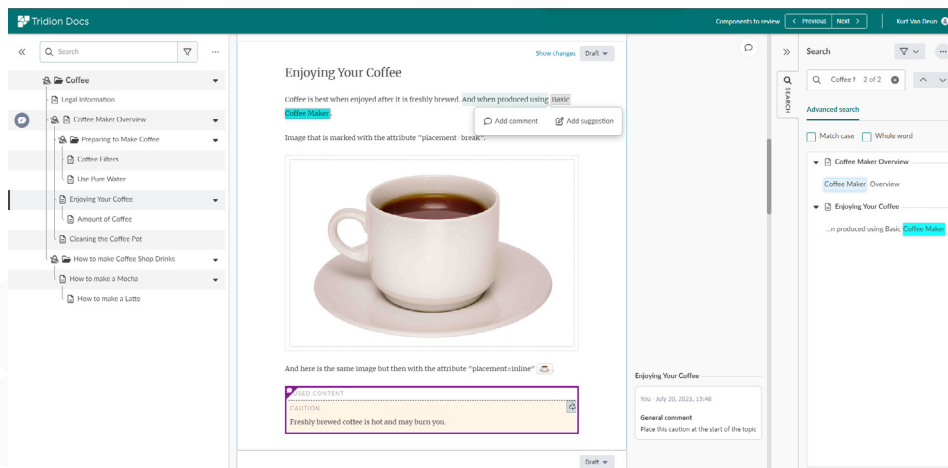 Tridion Docs
Components to review
Previous
Next
Kurt Van Deun
Search
Coffee
Legal Information
Coffee Maker Overview
Preparing to Make Coffee
Coffee Filters
Use Pure Water
Enjoying Your Coffee
Amount of Coffee
Cleaning the Coffee Pot
How to make Coffee Shop Drinks
How to make a Mocha
How to make a Latte
Show changes
Draft
Enjoying Your Coffee
Coffee is best when enjoyed after it is freshly brewed. And when produced using Basic
Coffee Maker.
Add comment
Add suggestion
Image that is marked with the attribute "placement=break".
And here is the same image but then with the attribute "placement=inline"
USED CONTENT
CAUTION
Freshly brewed coffee is hot and may burn you.
Draft
Enjoying Your Coffee
You · July 20, 2023, 15:46
General comment
Place this caution at the start of the topic
SEARCH
Search
Coffee M 2 of 2
Advanced search
Match case
Whole word
Coffee Maker Overview
Coffee Maker Overview
Enjoying Your Coffee
...n produced using Basic Coffee Maker